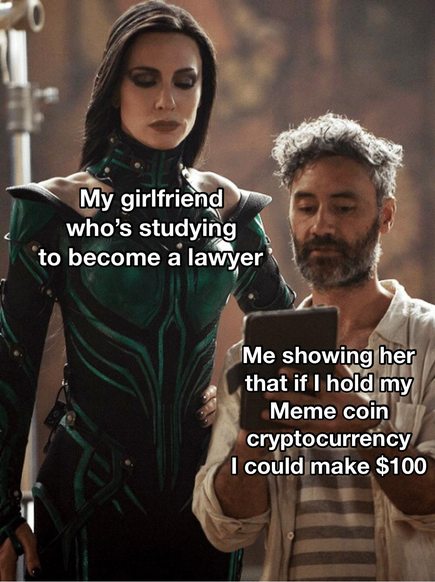 My girlfriend
who's studying
to become a lawyer
Me showing her
that if I hold my
Meme coin
cryptocurrency
I could make $100